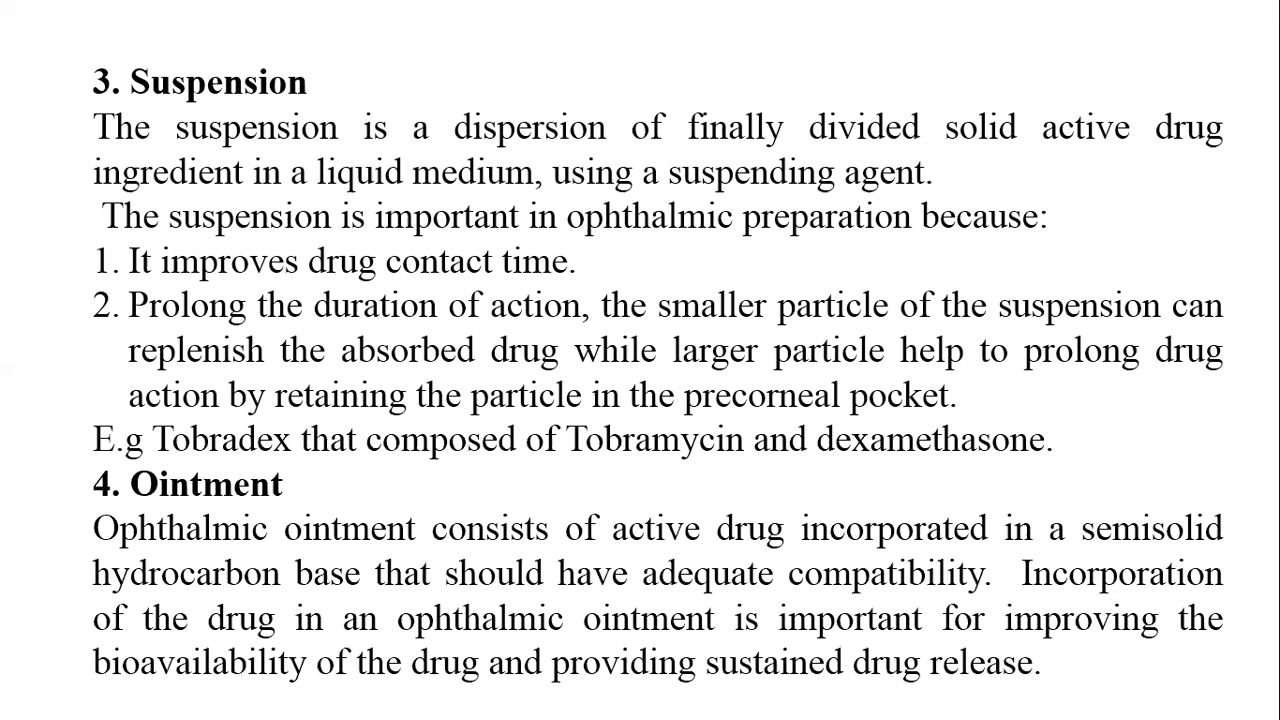 3. Suspension
The suspension is a dispersion of finally divided solid active drug
ingredient in a liquid medium, using a suspending agent.
The suspension is important in ophthalmic preparation because:
1. It improves drug contact time.
2. Prolong the duration of action, the smaller particle of the suspension can
replenish the absorbed drug while larger particle help to prolong drug
action by retaining the particle in the precorneal pocket.
E.g Tobradex that composed of Tobramycin and dexamethasone.
4. Ointment
Ophthalmic ointment consists of active drug incorporated in a semisolid
hydrocarbon base that should have adequate compatibility. Incorporation
of the drug in an ophthalmic ointment is important for improving the
bioavailability of the drug and providing sustained drug release.